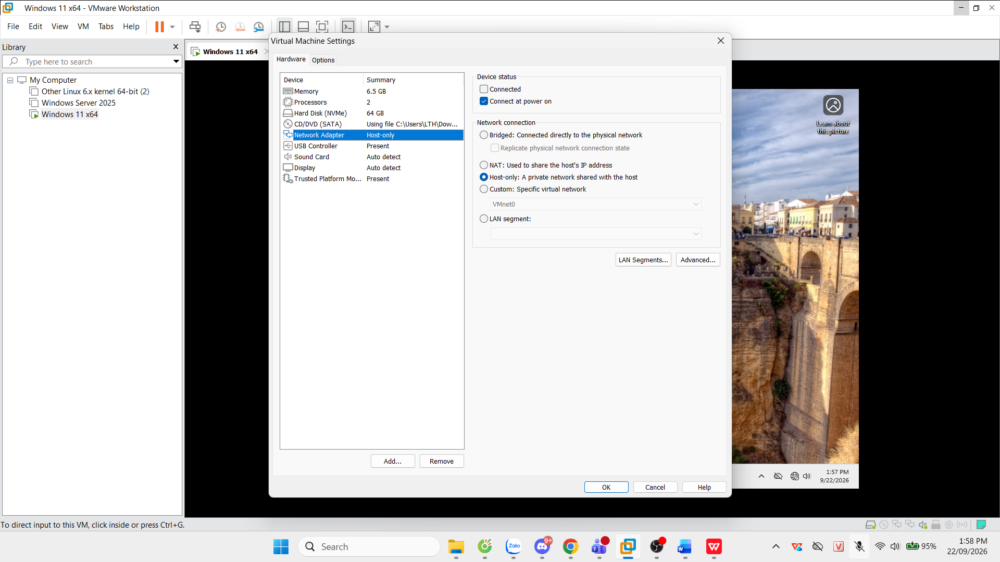 Windows 11 x64 - VMware Workstation
File Edit View VM Tabs Help
Library
Type here to search
My Computer
Other Linux 6.x kernel 64-bit (2)
Windows Server 2025
Windows 11 x64
Windows 11 x64
Virtual Machine Settings
Hardware Options
Device Summary
Memory 6.5 GB
Processors 2
Hard Disk (NVMe) 64 GB
CD/DVD (SATA) Using file C:\Users\LTH\Dow...
Network Adapter Host-only
USB Controller Present
Sound Card Auto detect
Display Auto detect
Trusted Platform Mo... Present
Add... Remove
Device status
Connected
Connect at power on
Network connection
Bridged: Connected directly to the physical network
Replicate physical network connection state
NAT: Used to share the host's IP address
Host-only: A private network shared with the host
Custom: Specific virtual network
VMnet0
LAN segment:
LAN Segments... Advanced...
OK Cancel Help
Learn about
this picture
1:57 PM
9/22/2026
To direct input to this VM, click inside or press Ctrl+G.
Search
Zalo
9+
95%
1:58 PM
22/09/2026